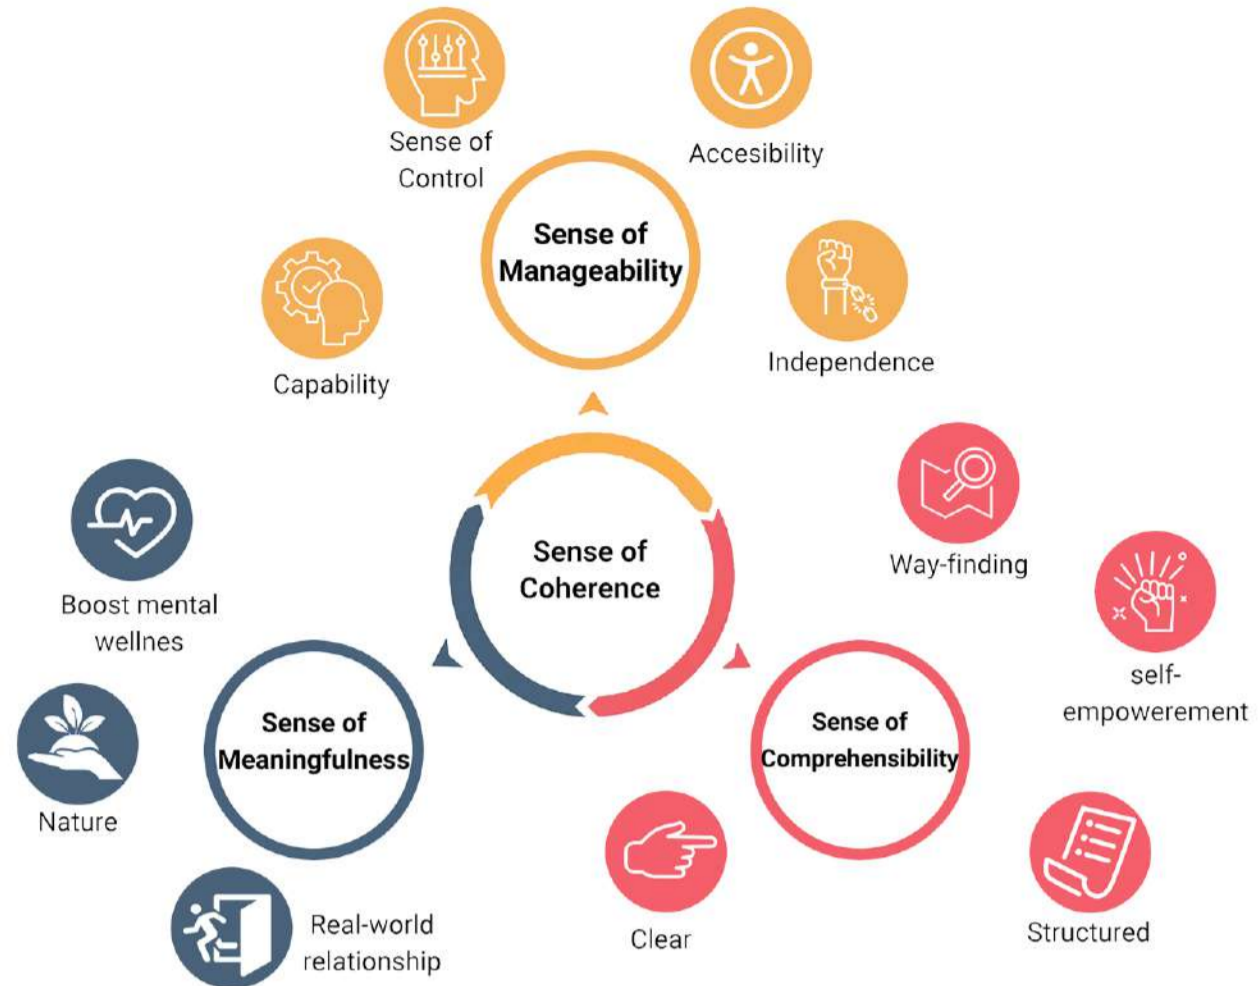 Sense of
Control
Accesibility
Sense of
Manageability
Capability
Independence
Sense of
Coherence
Way-finding
self-
empowerement
Boost mental
wellnes
Sense of
Meaningfulness
Sense of
Comprehensibility
Nature
Clear
Structured
Real-world
relationship